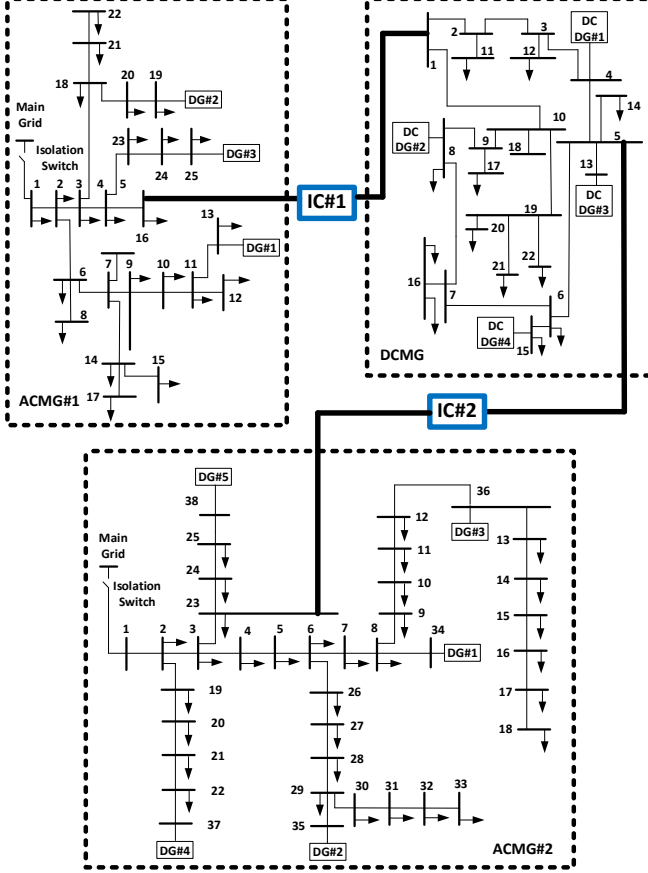 22
21
18
20 19
DG#2
Main
Grid
Isolation
Switch
23
24 25
DG#3
1 2 3 4 5
16
13
DG#1
6
7 9
10 11
12
8
14
15
17
ACMG#1
IC#1
DC
DG#1
2 3
1
11 12
4
14
5
10
DC
DG#2
8
9
17
18
13
DC
DG#3
19
20
21
22
16
7
6
DC
DG#4
15
DCMG
IC#2
DG#5
38
25
24
23
Main
Grid
Isolation
Switch
36
DG#3
12
11
10
9
13
14
15
16
17
18
1 2 3 4 5 6 7 8 34
DG#1
19
20
21
22
37
DG#4
26
27
28
29
30 31 32 33
35
DG#2
ACMG#2